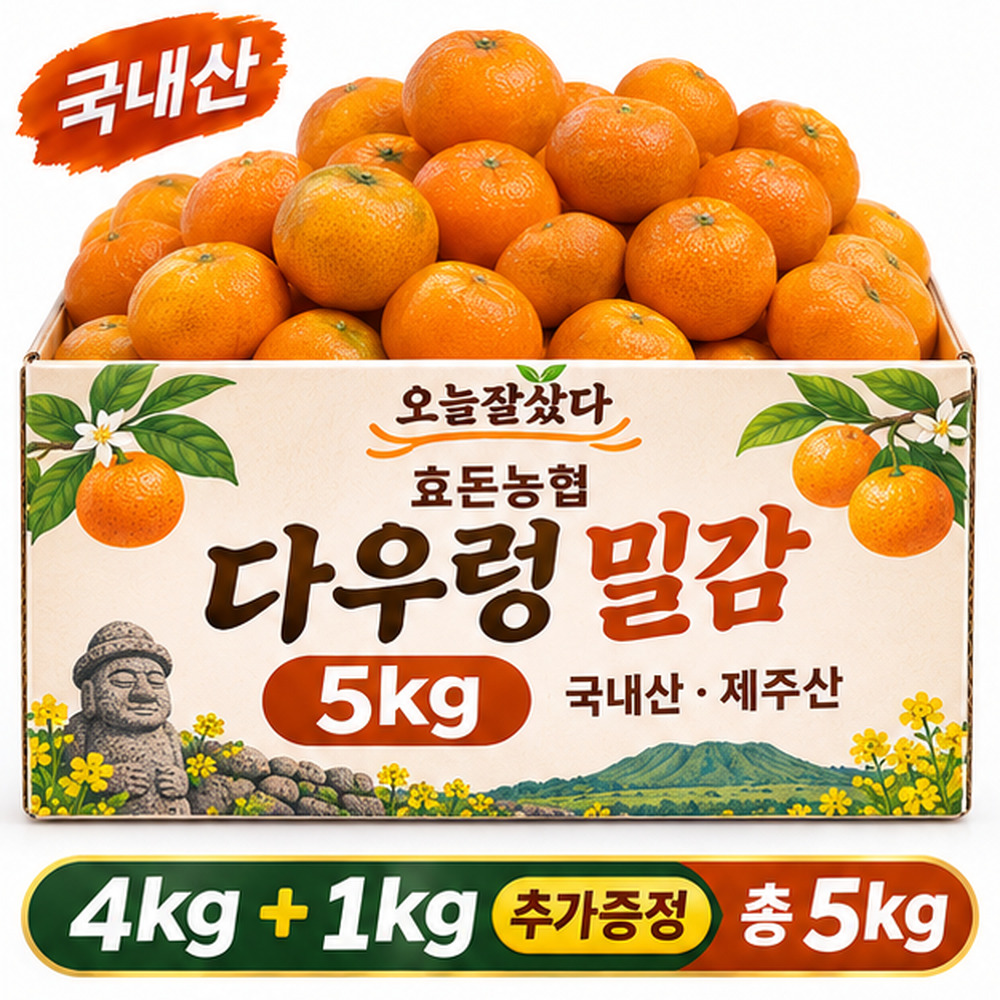 국내산
오늘잘샀다
효돈농협
다우렁 밀감
5kg 국내산 · 제주산
4kg + 1kg 추가증정 총 5kg